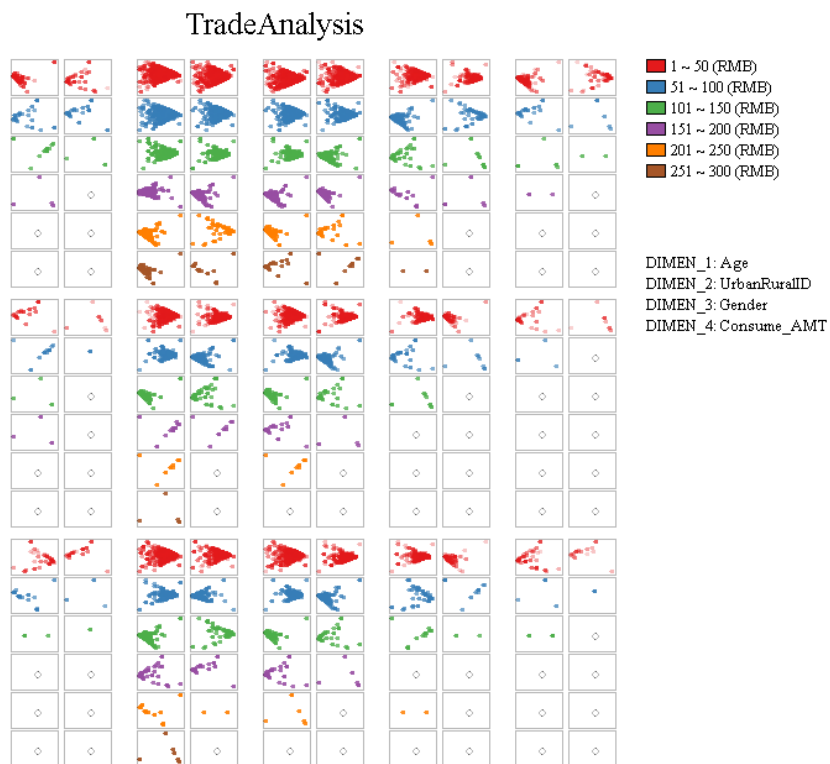 TradeAnalysis
1 ~ 50 (RMB)
51 ~ 100 (RMB)
101 ~ 150 (RMB)
151 ~ 200 (RMB)
201 ~ 250 (RMB)
251 ~ 300 (RMB)
DIMEN_1: Age
DIMEN_2: UrbanRuralID
DIMEN_3: Gender
DIMEN_4: Consume_AMT